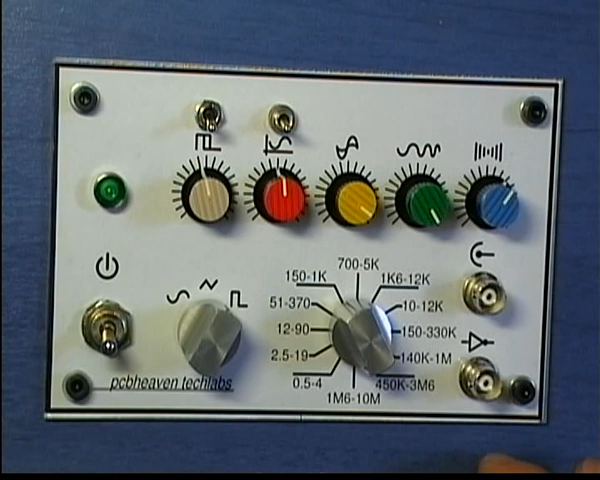 700-5K
150-1K
1K6-12K
51-370
10-12K
12-90
150-330K
2.5-19
140K-1M
0.5-4
450K-3M6
1M6-10M
pcbheaven techlabs